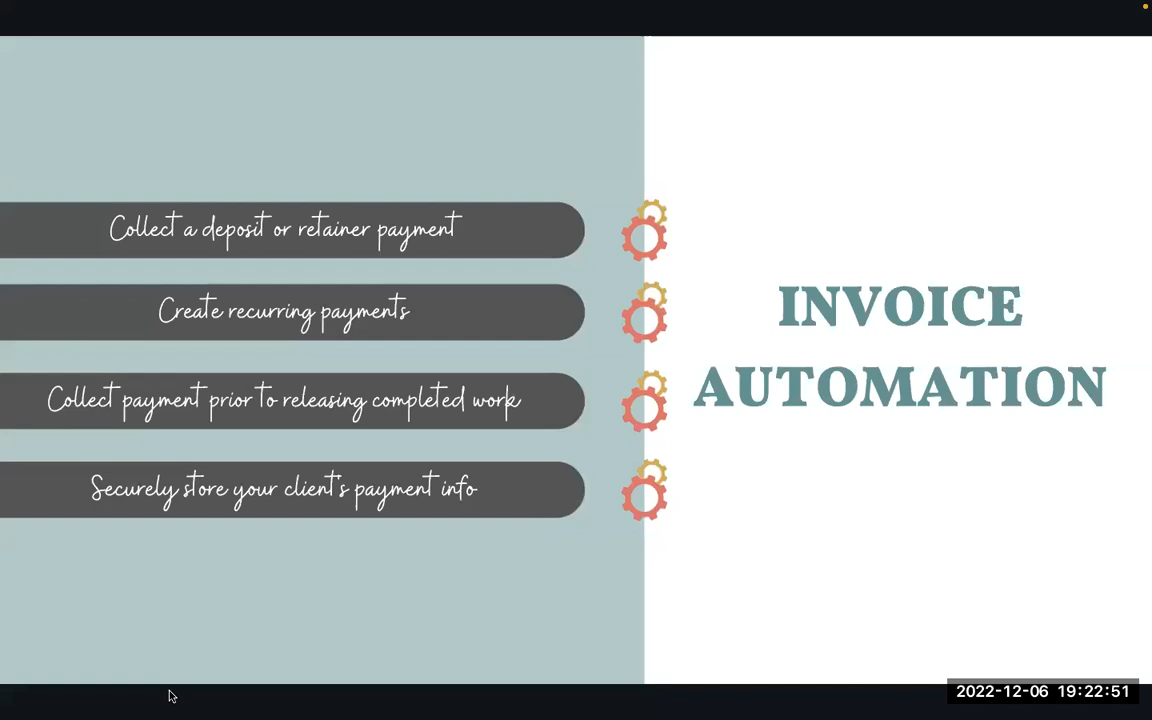 Collect a deposit or retainer payment
Create recurring payments
Collect payment prior to releasing completed work
Securely store your client's payment info
INVOICE
AUTOMATION
2022-12-06 19:22:51